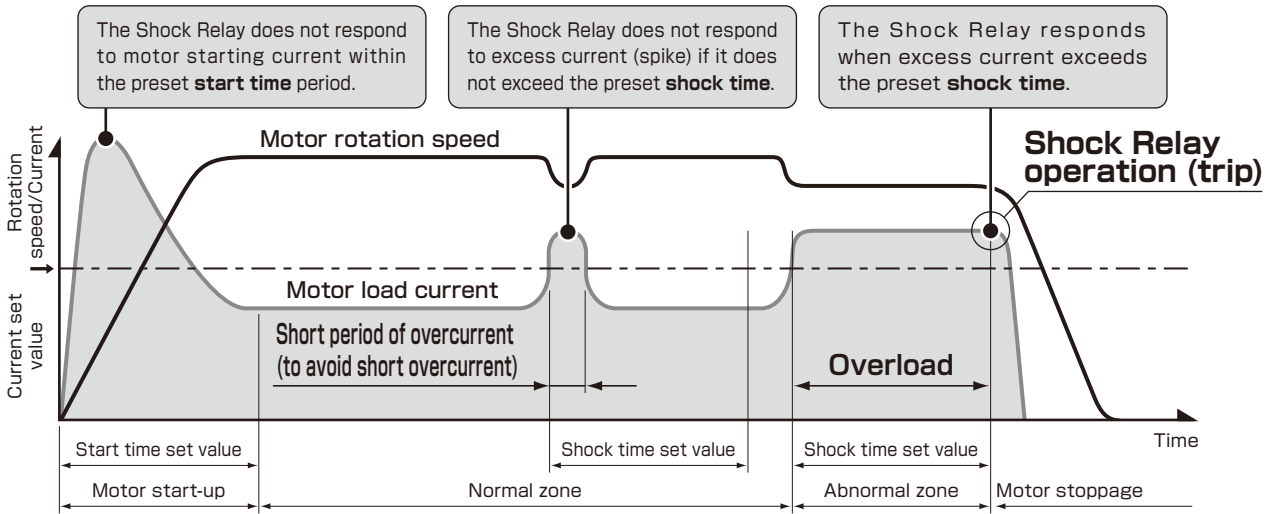 The Shock Relay does not respond
to motor starting current within
the preset start time period.
The Shock Relay does not respond
to excess current (spike) if it does
not exceed the preset shock time.
The Shock Relay responds
when excess current exceeds
the preset shock time.
Motor rotation speed
Shock Relay
operation (trip)
Rotation
speed/Current
Motor load current
Current set
value
Short period of overcurrent
(to avoid short overcurrent)
Overload
Time
Start time set value
Shock time set value
Shock time set value
Motor start-up
Normal zone
Abnormal zone
Motor stoppage